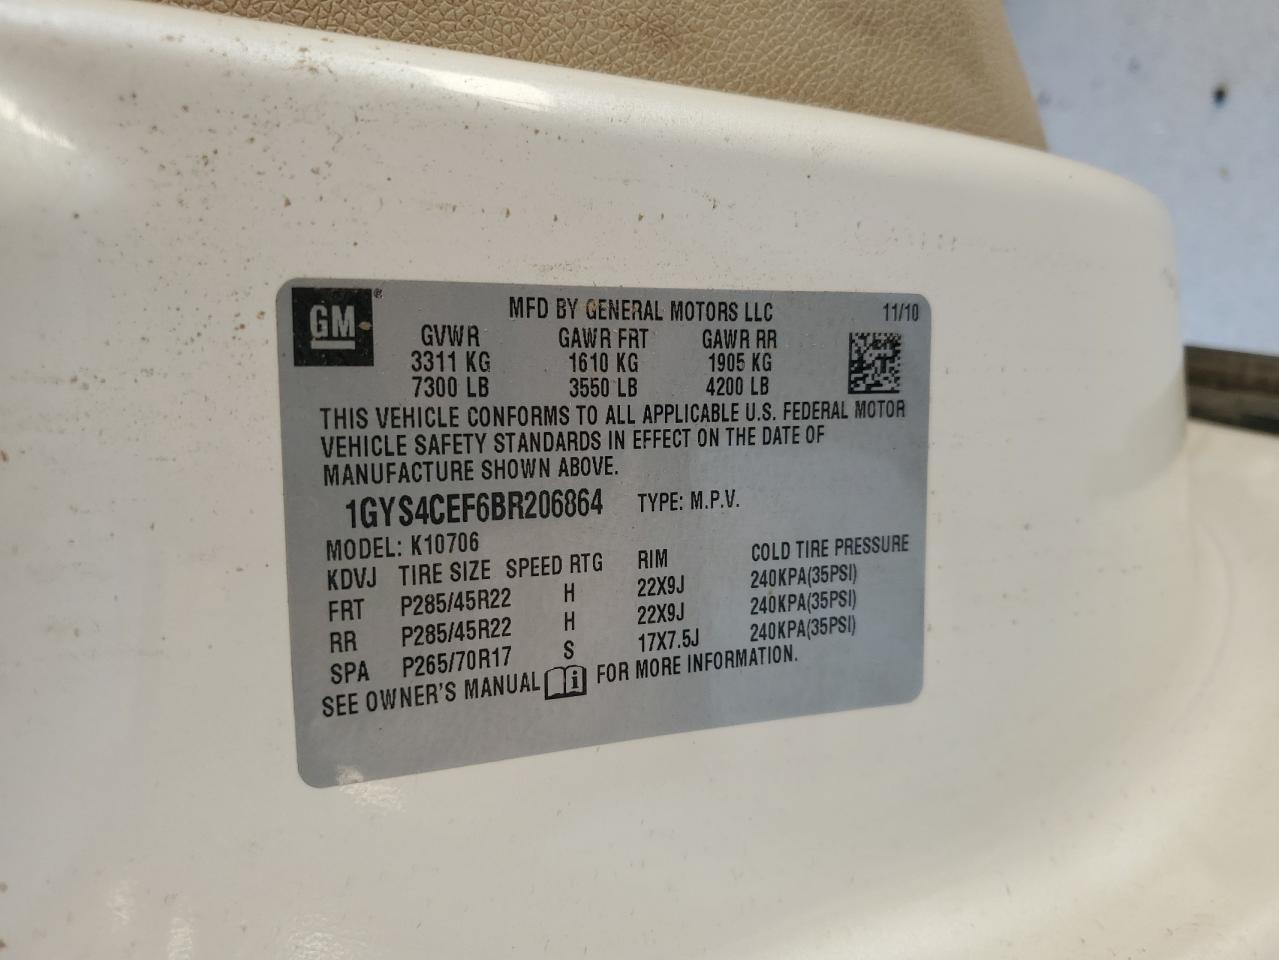 GM®
MFD BY GENERAL MOTORS LLC 11/10
GVWR GAWR FRT GAWR RR
3311 KG 1610 KG 1905 KG
7300 LB 3550 LB 4200 LB
THIS VEHICLE CONFORMS TO ALL APPLICABLE U.S. FEDERAL MOTOR
VEHICLE SAFETY STANDARDS IN EFFECT ON THE DATE OF
MANUFACTURE SHOWN ABOVE.
1GYS4CEF6BR206864 TYPE: M.P.V.
MODEL: K10706
KDVJ TIRE SIZE SPEED RTG RIM COLD TIRE PRESSURE
FRT P285/45R22 H 22X9J 240KPA(35PSI)
RR P285/45R22 H 22X9J 240KPA(35PSI)
SPA P265/70R17 S 17X7.5J 240KPA(35PSI)
SEE OWNER'S MANUAL i FOR MORE INFORMATION.